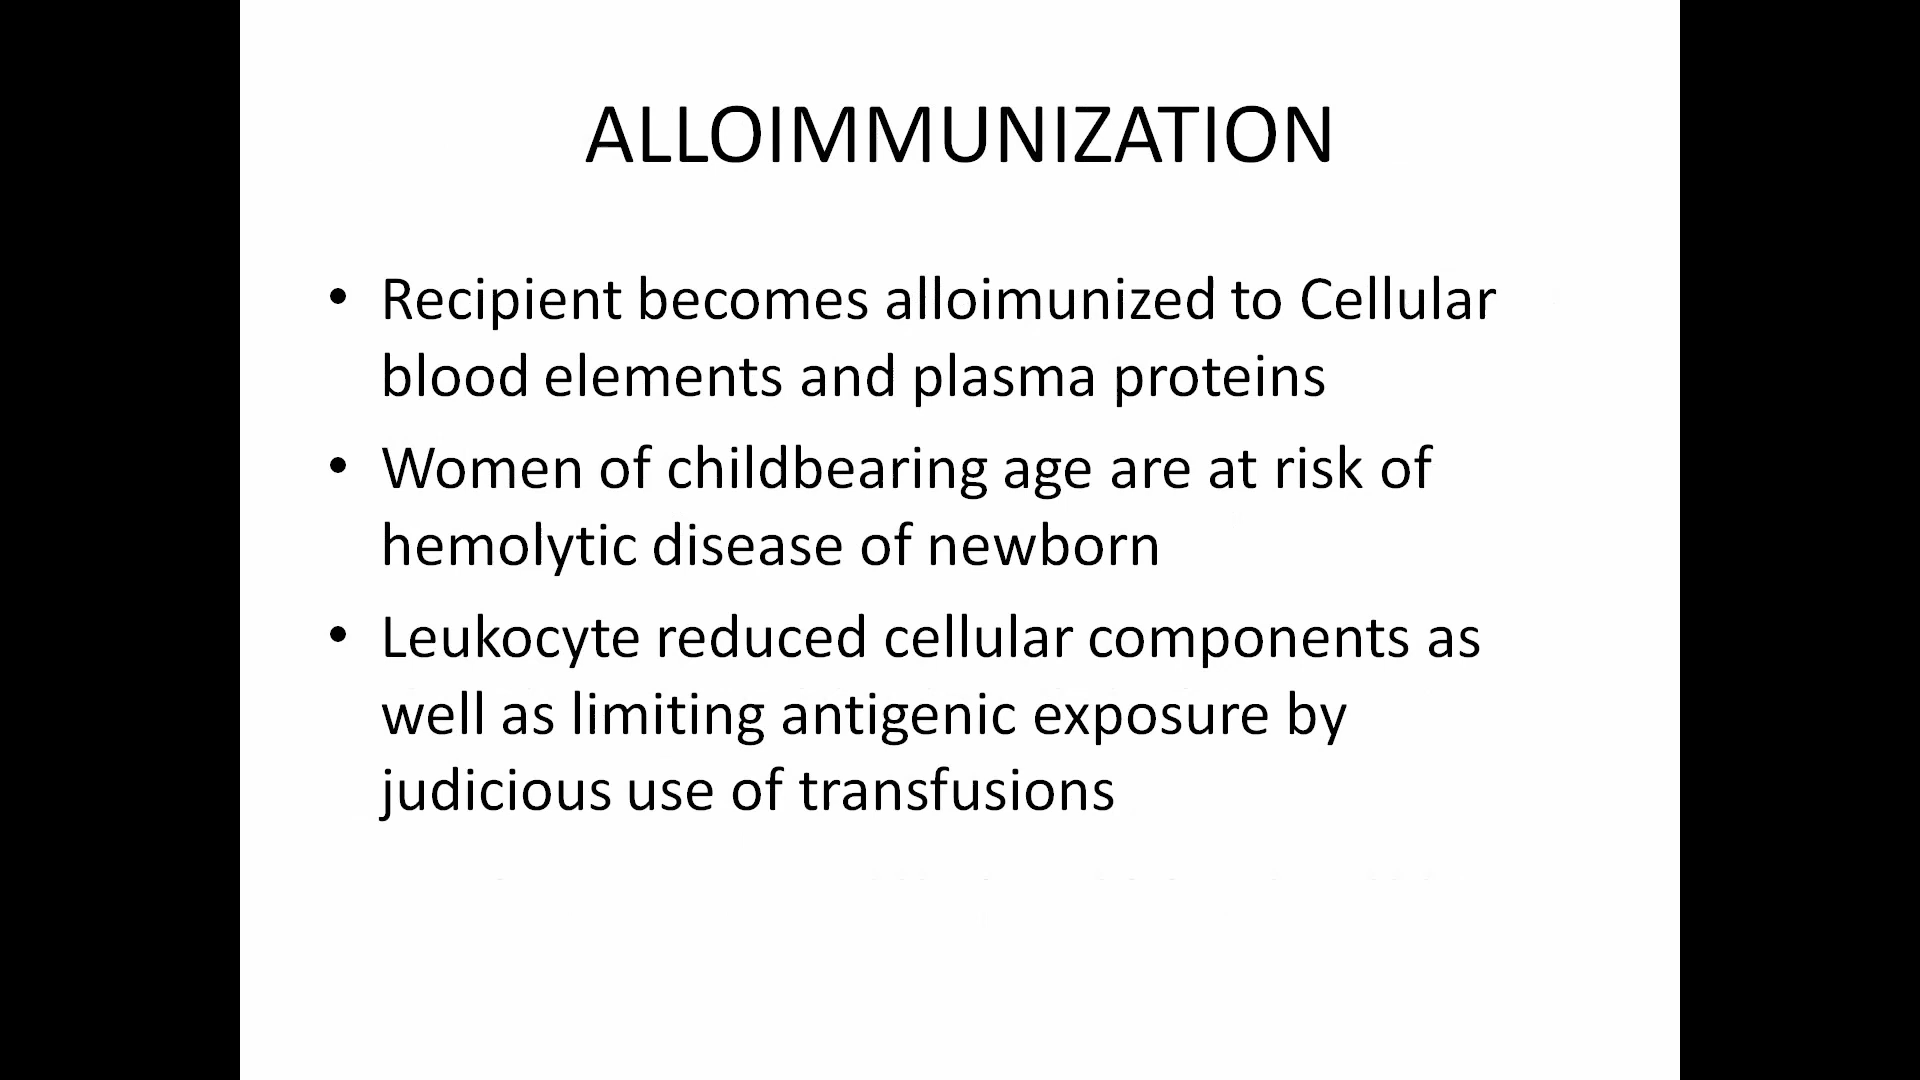 ALLOIMMUNIZATION
• Recipient becomes alloimunized to Cellular
blood elements and plasma proteins
• Women of childbearing age are at risk of
hemolytic disease of newborn
• Leukocyte reduced cellular components as
well as limiting antigenic exposure by
judicious use of transfusions